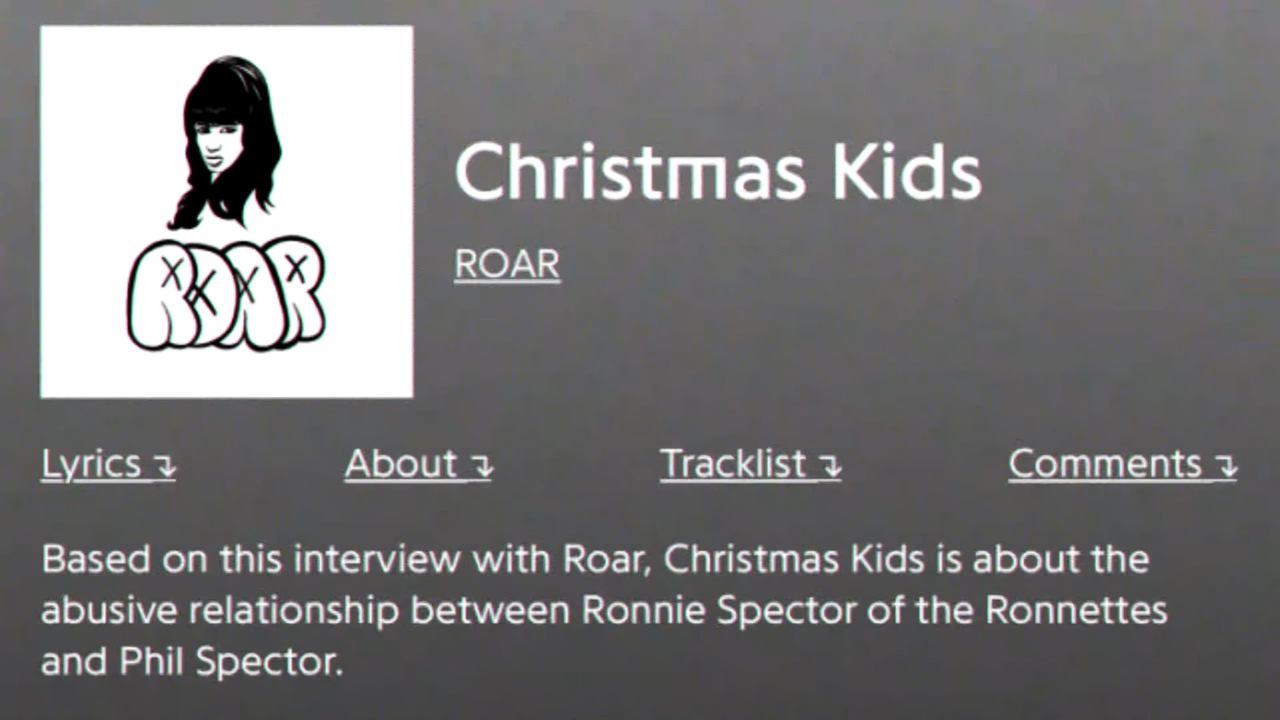 ROAR
Christmas Kids
ROAR
Lyrics ↴
About ↴
Tracklist ↴
Comments ↴
Based on this interview with Roar, Christmas Kids is about the
abusive relationship between Ronnie Spector of the Ronnettes
and Phil Spector.